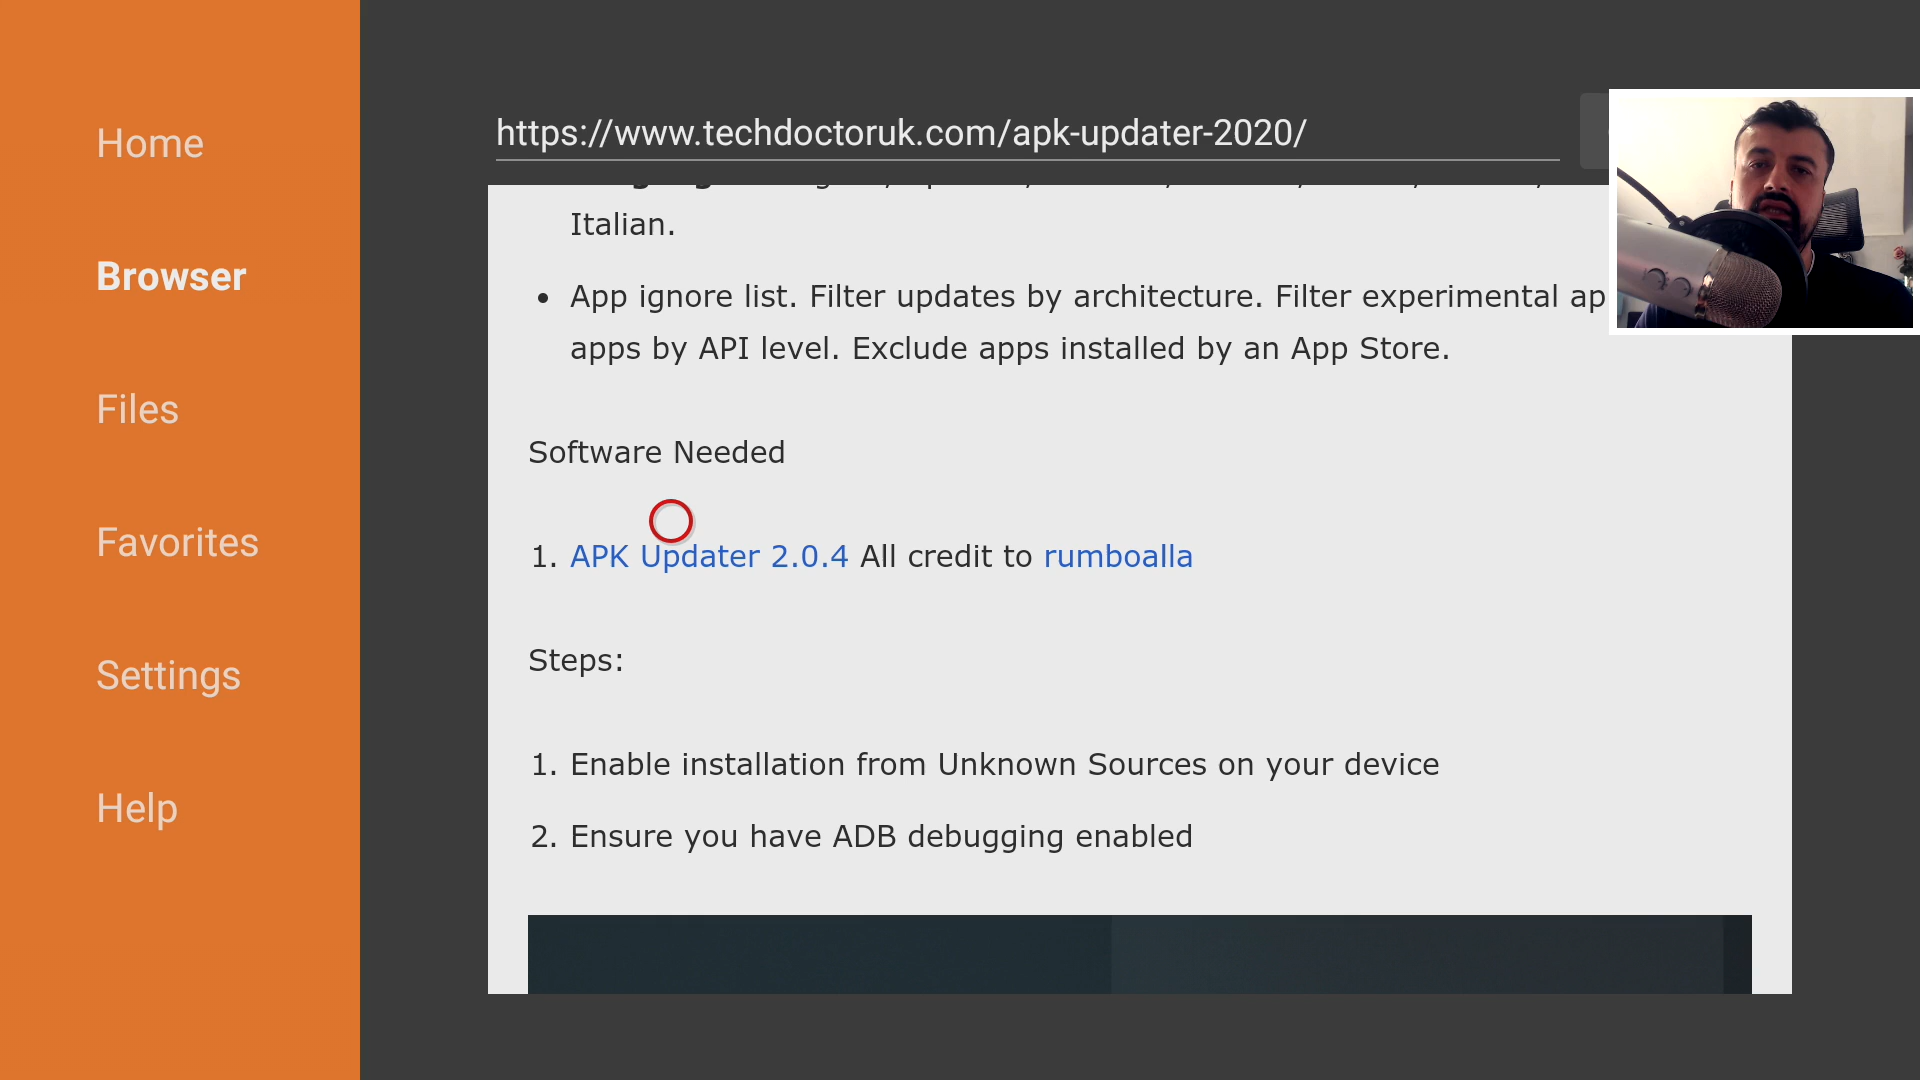 Home
Browser
Files
Favorites
Settings
Help
https://www.techdoctoruk.com/apk-updater-2020/
Italian.
• App ignore list. Filter updates by architecture. Filter experimental
apps by API level. Exclude apps installed by an App Store.
Software Needed
1. APK Updater 2.0.4 All credit to rumboalla
Steps:
1. Enable installation from Unknown Sources on your device
2. Ensure you have ADB debugging enabled